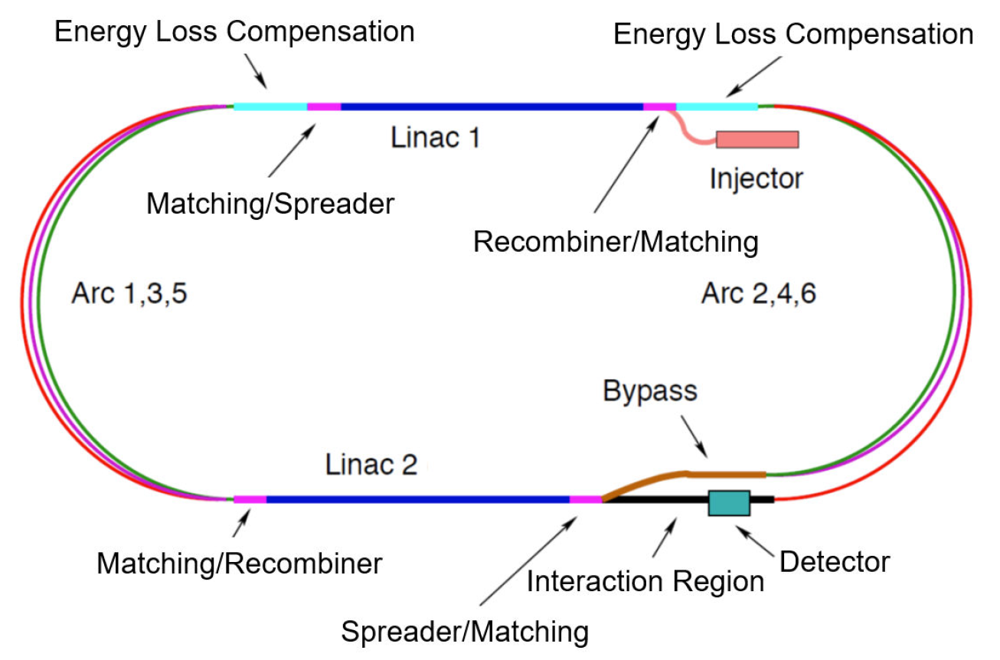 Energy Loss Compensation
Energy Loss Compensation
Linac 1
Injector
Matching/Spreader
Recombiner/Matching
Arc 1,3,5
Arc 2,4,6
Bypass
Linac 2
Matching/Recombiner
Detector
Interaction Region
Spreader/Matching